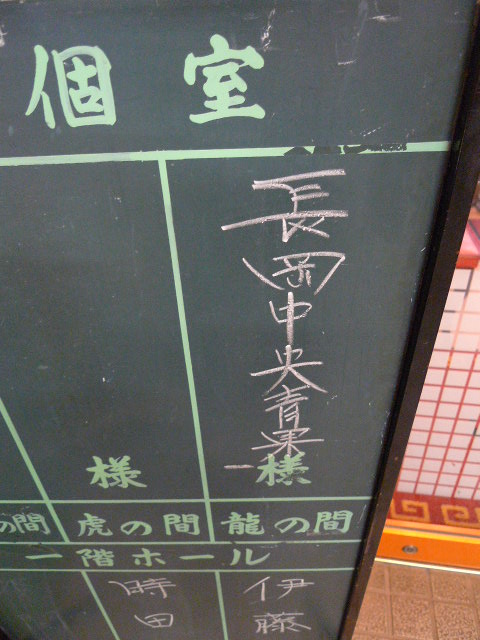 個室
長岡中央青果
様
様
龍の間
虎の間
の間
一階ホール
伊藤
時田